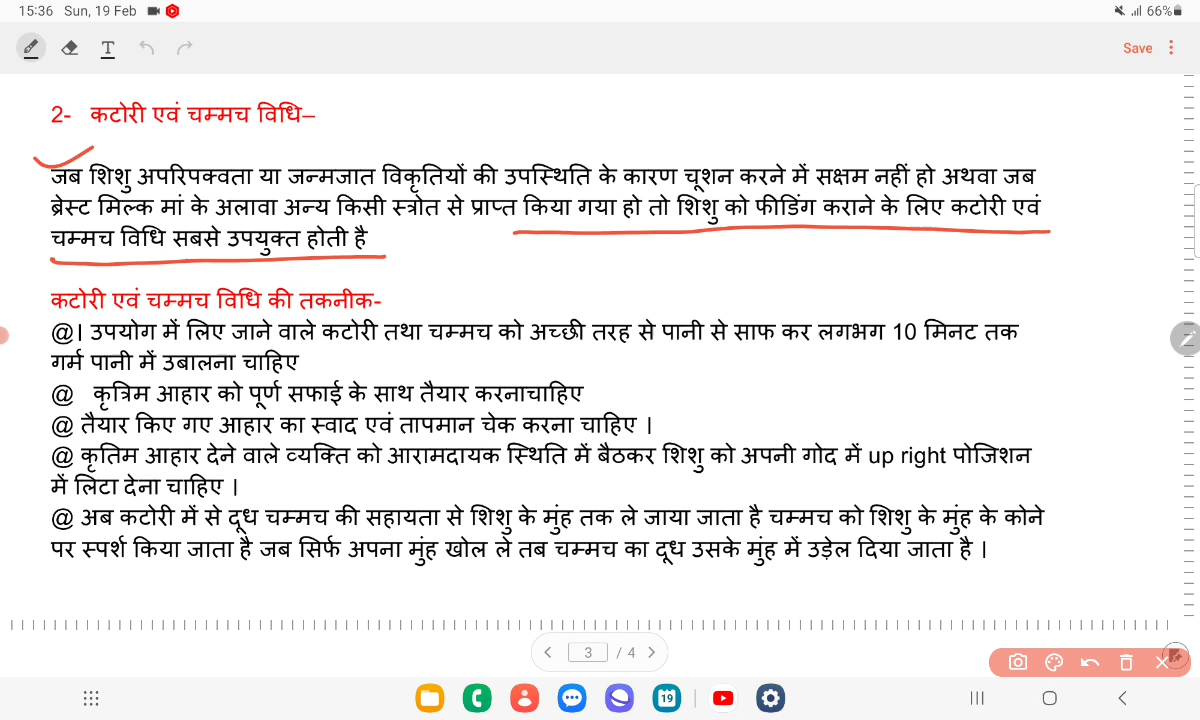 15:36 Sun, 19 Feb
66%
T
Save
2- कटोरी एवं चम्मच विधि–
जब शिशु अपरिपक्वता या जन्मजात विकृतियों की उपस्थिति के कारण चूशन करने में सक्षम नहीं हो अथवा जब
ब्रेस्ट मिल्क मां के अलावा अन्य किसी स्त्रोत से प्राप्त किया गया हो तो शिशु को फीडिंग कराने के लिए कटोरी एवं
चम्मच विधि सबसे उपयुक्त होती है
कटोरी एवं चम्मच विधि की तकनीक-
@। उपयोग में लिए जाने वाले कटोरी तथा चम्मच को अच्छी तरह से पानी से साफ कर लगभग 10 मिनट तक
गर्म पानी में उबालना चाहिए
@ कृत्रिम आहार को पूर्ण सफाई के साथ तैयार करनाचाहिए
@ तैयार किए गए आहार का स्वाद एवं तापमान चेक करना चाहिए ।
@ कृतिम आहार देने वाले व्यक्ति को आरामदायक स्थिति में बैठकर शिशु को अपनी गोद में up right पोजिशन
में लिटा देना चाहिए ।
@ अब कटोरी में से दूध चम्मच की सहायता से शिशु के मुंह तक ले जाया जाता है चम्मच को शिशु के मुंह के कोने
पर स्पर्श किया जाता है जब सिर्फ अपना मुंह खोल ले तब चम्मच का दूध उसके मुंह में उड़ेल दिया जाता है ।
3 / 4
19